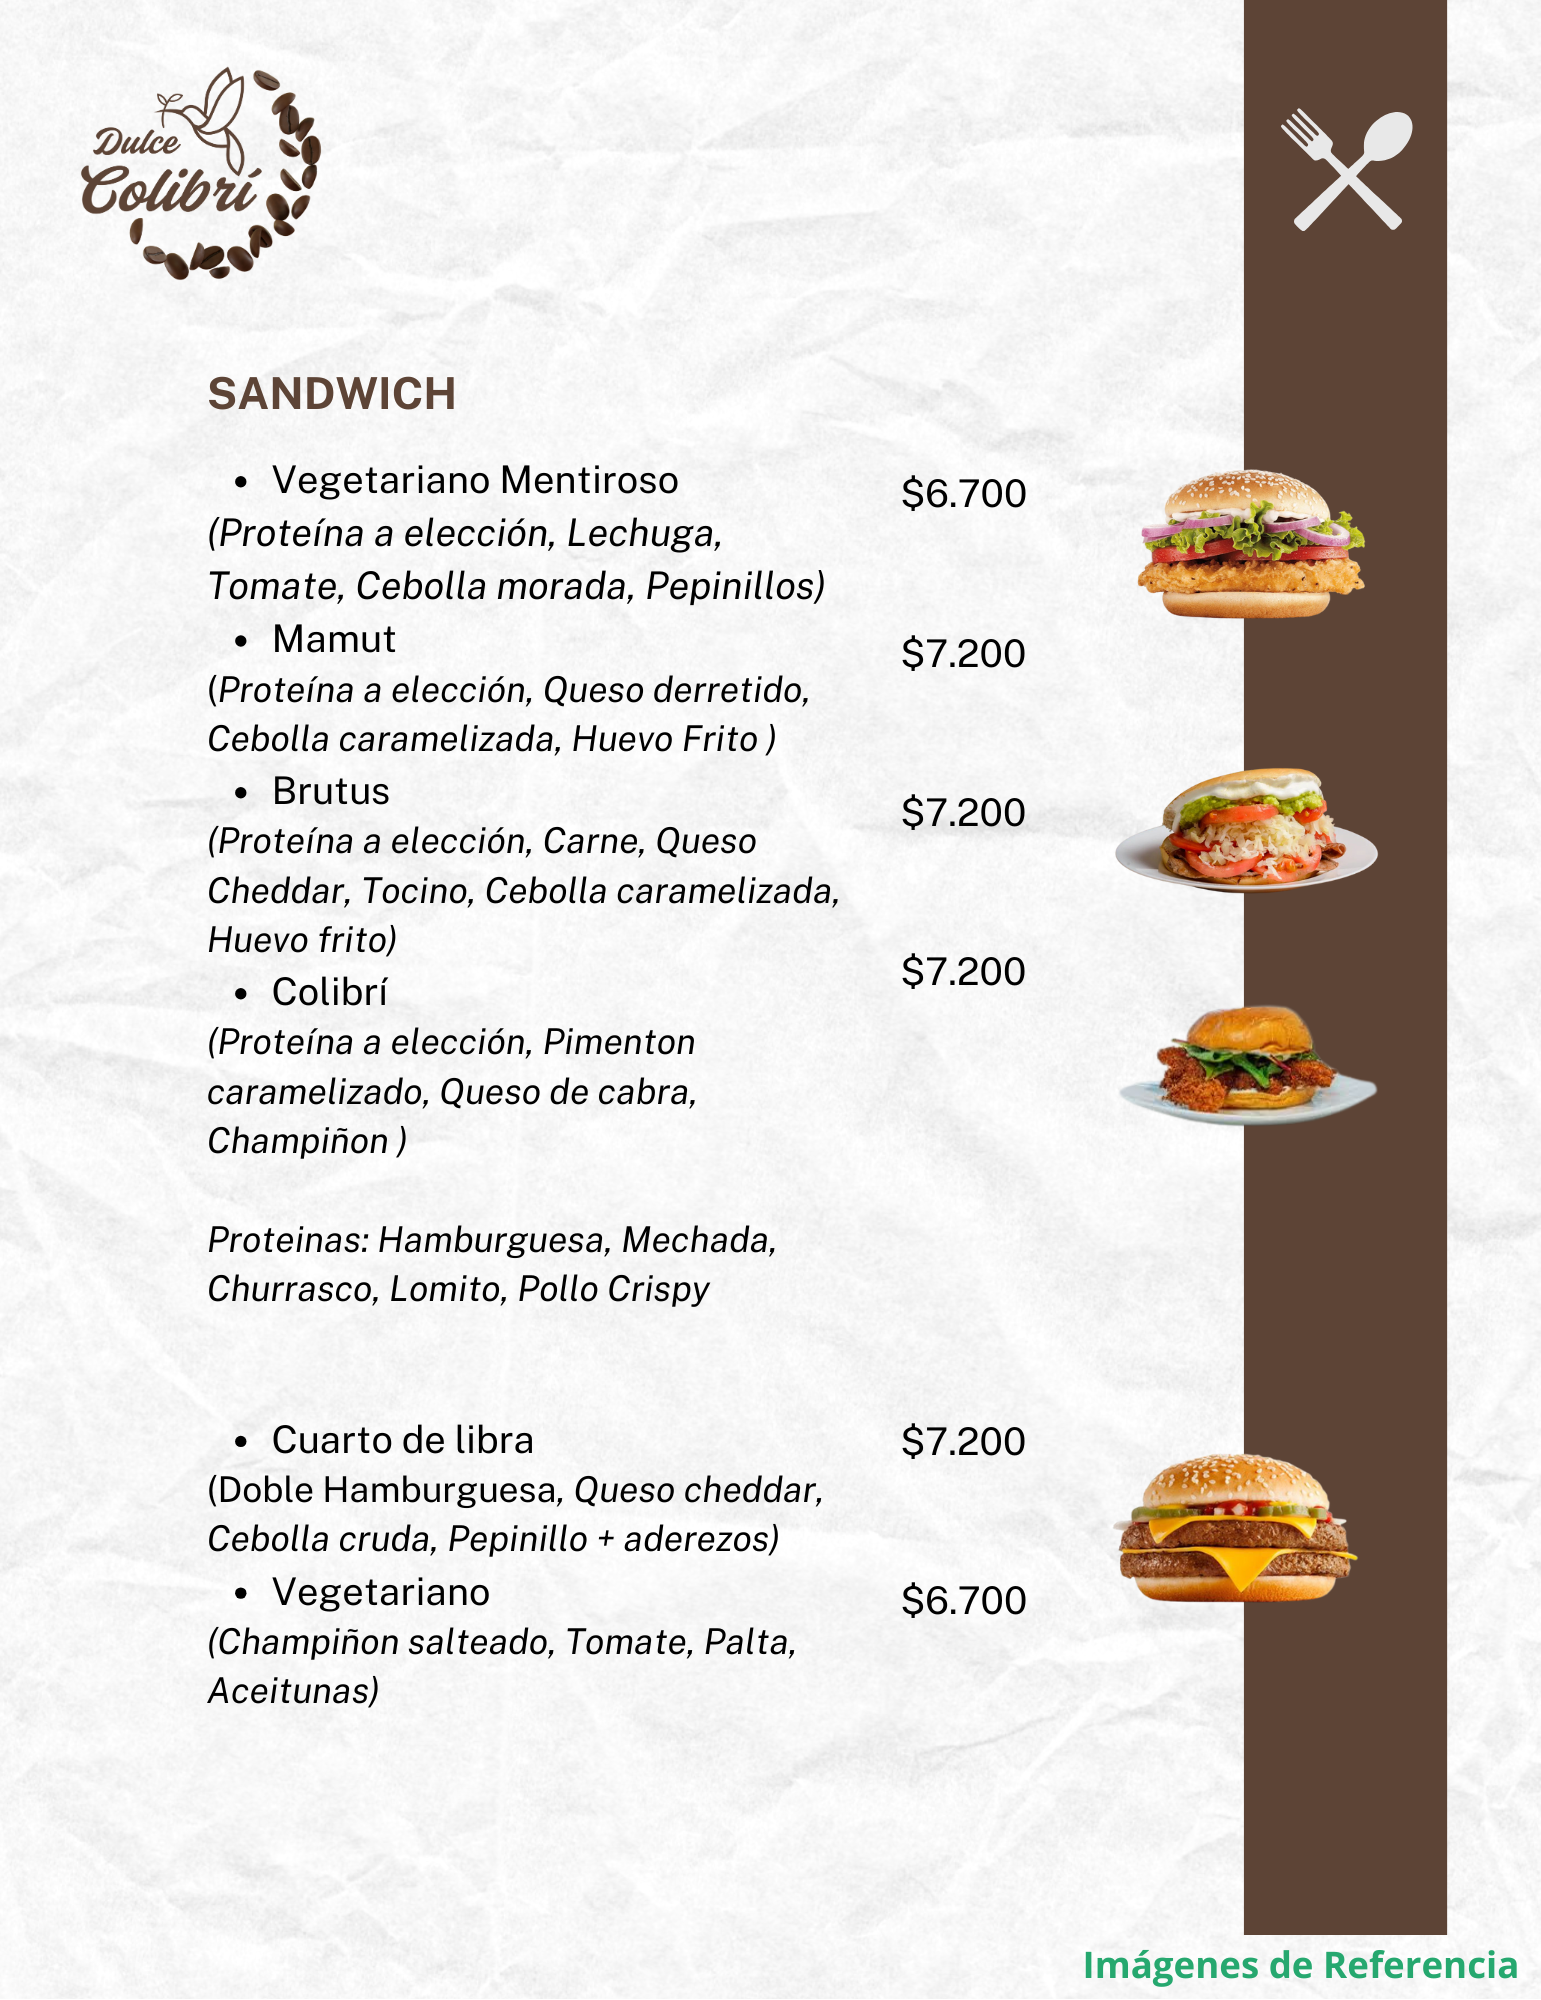 Dulce
Colibrí
SANDWICH
• Vegetariano Mentiroso $6.700
(Proteína a elección, Lechuga,
Tomate, Cebolla morada, Pepinillos)
• Mamut $7.200
(Proteína a elección, Queso derretido,
Cebolla caramelizada, Huevo Frito )
• Brutus $7.200
(Proteína a elección, Carne, Queso
Cheddar, Tocino, Cebolla caramelizada,
Huevo frito)
• Colibrí $7.200
(Proteína a elección, Pimenton
caramelizado, Queso de cabra,
Champiñon )
Proteinas: Hamburguesa, Mechada,
Churrasco, Lomito, Pollo Crispy
• Cuarto de libra $7.200
(Doble Hamburguesa, Queso cheddar,
Cebolla cruda, Pepinillo + aderezos)
• Vegetariano $6.700
(Champiñon salteado, Tomate, Palta,
Aceitunas)
Imágenes de Referencia